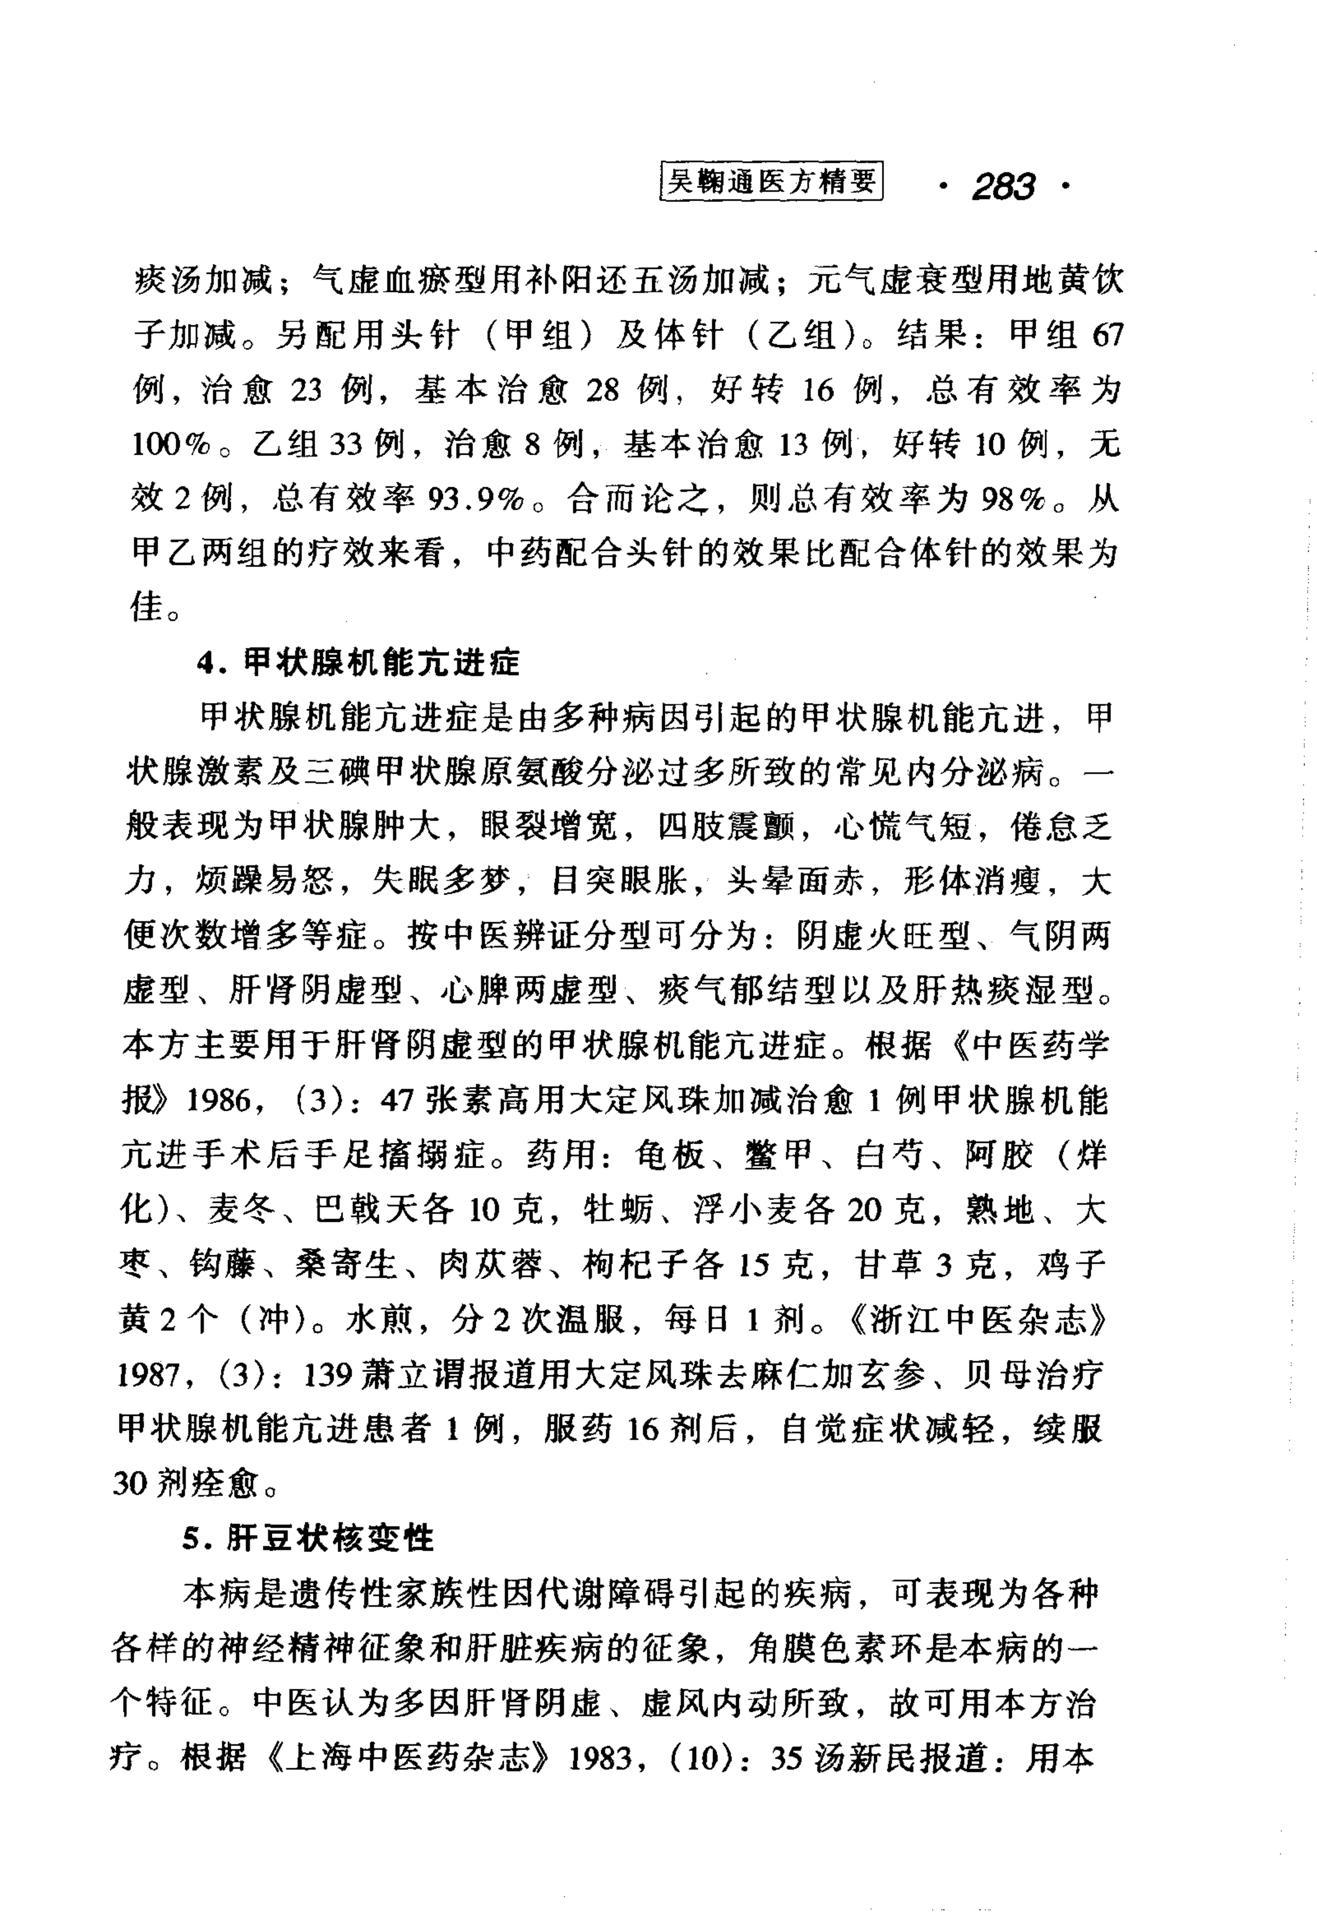 吴鞠通医方精要 · 283 ·
痰汤加减；气虚血瘀型用补阳还五汤加减；元气虚衰型用地黄饮
子加减。另配用头针（甲组）及体针（乙组）。结果：甲组 67
例，治愈 23 例，基本治愈 28 例，好转 16 例，总有效率为
100%。乙组 33 例，治愈 8 例，基本治愈 13 例，好转 10 例，无
效 2 例，总有效率 93.9%。合而论之，则总有效率为 98%。从
甲乙两组的疗效来看，中药配合头针的效果比配合体针的效果为
佳。
4. 甲状腺机能亢进症
甲状腺机能亢进症是由多种病因引起的甲状腺机能亢进，甲
状腺激素及三碘甲状腺原氨酸分泌过多所致的常见内分泌病。一
般表现为甲状腺肿大，眼裂增宽，四肢震颤，心慌气短，倦怠乏
力，烦躁易怒，失眠多梦，目突眼胀，头晕面赤，形体消瘦，大
便次数增多等症。按中医辨证分型可分为：阴虚火旺型、气阴两
虚型、肝肾阴虚型、心脾两虚型、痰气郁结型以及肝热痰湿型。
本方主要用于肝肾阴虚型的甲状腺机能亢进症。根据《中医药学
报》1986，（3）：47 张素高用大定风珠加减治愈 1 例甲状腺机能
亢进手术后手足搐搦症。药用：龟板、鳖甲、白芍、阿胶（烊
化）、麦冬、巴戟天各 10 克，牡蛎、浮小麦各 20 克，熟地、大
枣、钩藤、桑寄生、肉苁蓉、枸杞子各 15 克，甘草 3 克，鸡子
黄 2 个（冲）。水煎，分 2 次温服，每日 1 剂。《浙江中医杂志》
1987，（3）：139 萧立谓报道用大定风珠去麻仁加玄参、贝母治疗
甲状腺机能亢进患者 1 例，服药 16 剂后，自觉症状减轻，续服
30 剂痊愈。
5. 肝豆状核变性
本病是遗传性家族性因代谢障碍引起的疾病，可表现为各种
各样的神经精神征象和肝脏疾病的征象，角膜色素环是本病的一
个特征。中医认为多因肝肾阴虚、虚风内动所致，故可用本方治
疗。根据《上海中医药杂志》1983，（10）：35 汤新民报道：用本